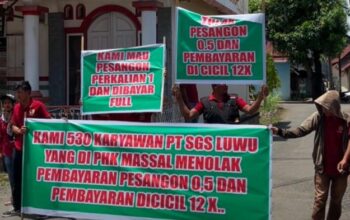 TOLAK
PESANGON
0,5 DAN
PEMBAYARAN
DI CICIL 12X
KAMI MAU
PESANGON
PERKALIAN 1
DAN DIBAYAR
FULL
KAMI 530 KARYAWAN PT SGS LUWU
YANG DI PHK MASSAL MENOLAK
PEMBAYARAN PESANGON 0,5 DAN
PEMBAYARAN DICICIL 12 X..